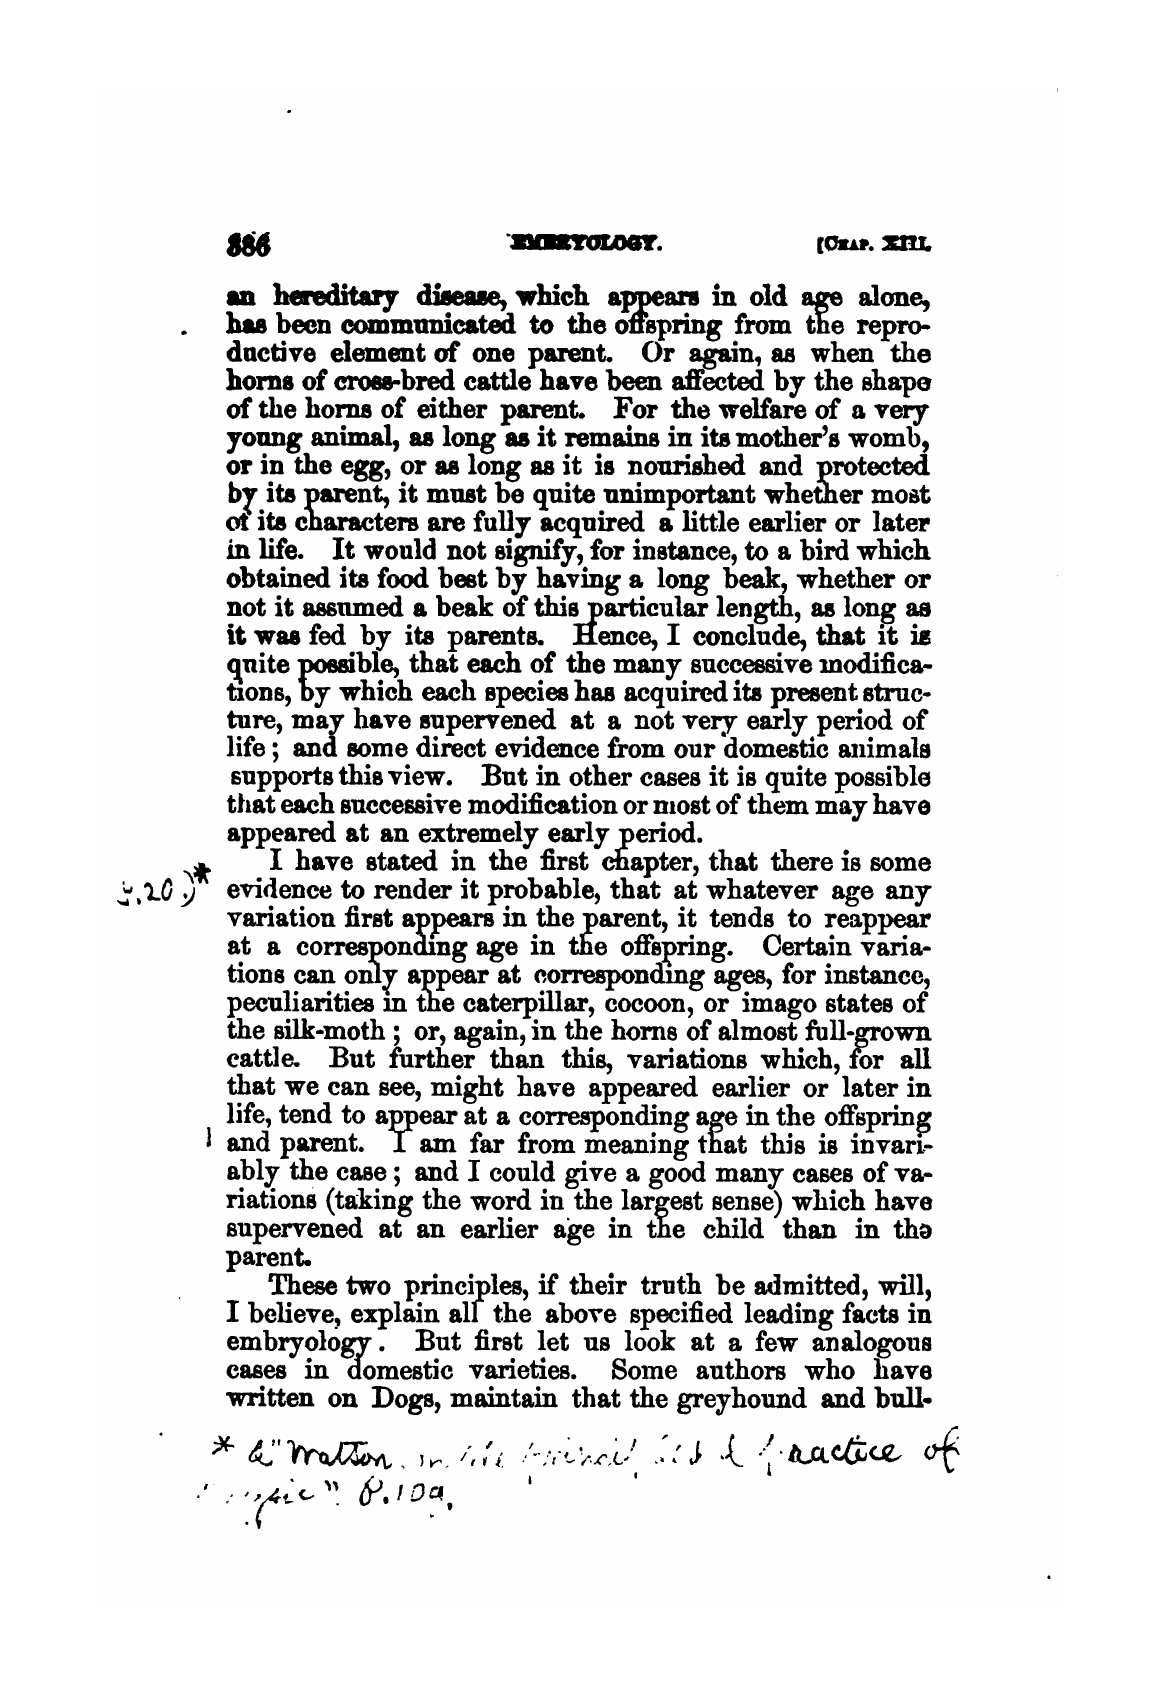 386 EMBRYOLOGY. [CHAP. XIII.
an hereditary disease, which appears in old age alone,
has been communicated to the offspring from the repro-
ductive element of one parent. Or again, as when the
horns of cross-bred cattle have been affected by the shape
of the horns of either parent. For the welfare of a very
young animal, as long as it remains in its mother's womb,
or in the egg, or as long as it is nourished and protected
by its parent, it must be quite unimportant whether most
of its characters are fully acquired a little earlier or later
in life. It would not signify, for instance, to a bird which
obtained its food best by having a long beak, whether or
not it assumed a beak of this particular length, as long as
it was fed by its parents. Hence, I conclude, that it is
quite possible, that each of the many successive modifica-
tions, by which each species has acquired its present struc-
ture, may have supervened at a not very early period of
life; and some direct evidence from our domestic animals
supports this view. But in other cases it is quite possible
that each successive modification or most of them may have
appeared at an extremely early period.
I have stated in the first chapter, that there is some
.20.)* evidence to render it probable, that at whatever age any
variation first appears in the parent, it tends to reappear
at a corresponding age in the offspring. Certain varia-
tions can only appear at corresponding ages, for instance,
peculiarities in the caterpillar, cocoon, or imago states of
the silk-moth; or, again, in the horns of almost full-grown
cattle. But further than this, variations which, for all
that we can see, might have appeared earlier or later in
life, tend to appear at a corresponding age in the offspring
and parent. I am far from meaning that this is invari-
ably the case; and I could give a good many cases of va-
riations (taking the word in the largest sense) which have
supervened at an earlier age in the child than in the
parent.
These two principles, if their truth be admitted, will,
I believe, explain all the above specified leading facts in
embryology. But first let us look at a few analogous
cases in domestic varieties. Some authors who have
written on Dogs, maintain that the greyhound and bull-
* Watson practice of
P. 109.